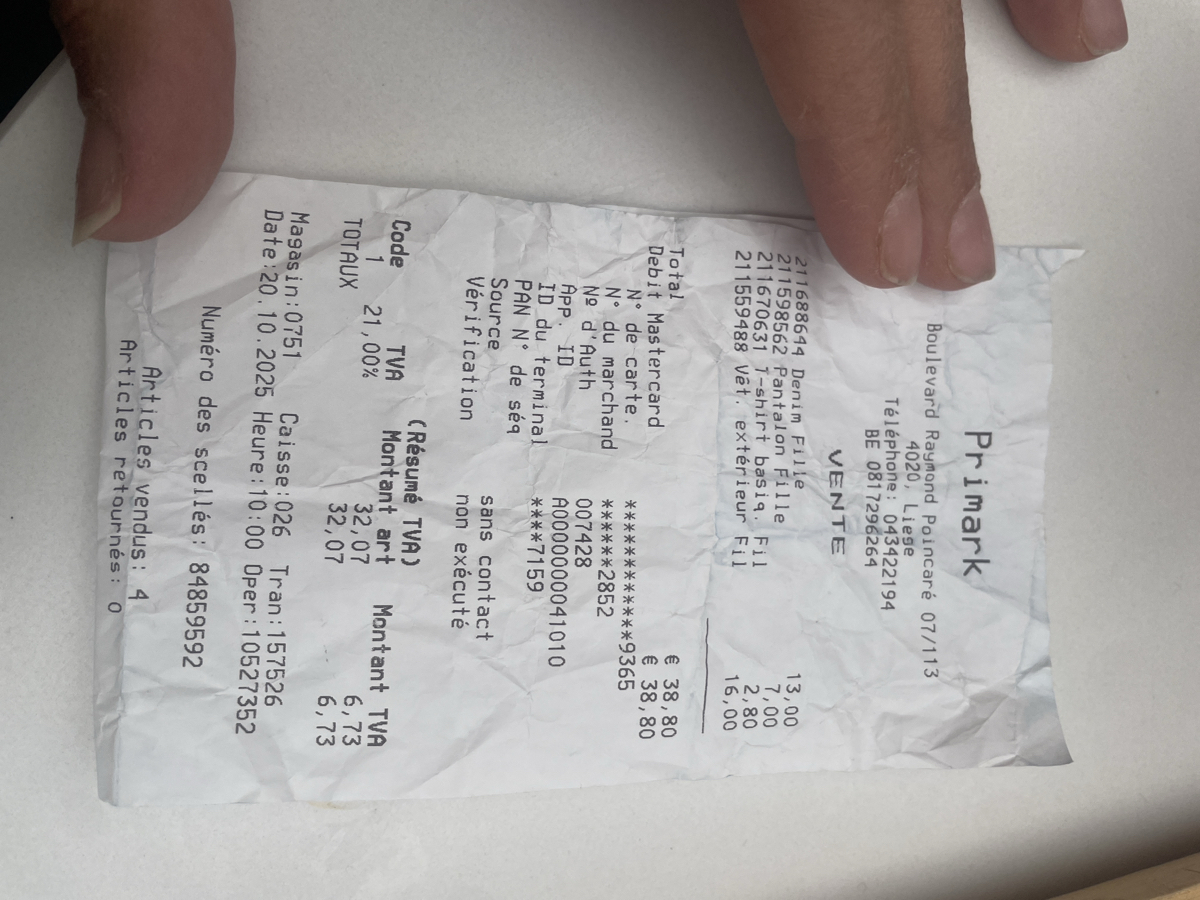 Primark
Boulevard Raymond Poincaré 07/113
4020, Liege
Téléphone: 043422194
BE 0817296264
VENTE
211688644 Denim Fille 13,00
211598562 Pantalon Fille 7,00
211670631 T-shirt basiq. Fil 2,80
211559488 Vêt. extérieur Fil 16,00
Total € 38,80
Debit Mastercard € 38,80
N° de carte. ************9365
N° du marchand ******2852
Nº d'Auth 007428
App. ID A0000000041010
ID du terminal ****7159
PAN N° de séq
Source sans contact
Vérification non exécuté
(Résumé TVA)
Code TVA Montant art Montant TVA
1 21,00% 32,07 6,73
TOTAUX 32,07 6,73
Magasin:0751 Caisse:026 Tran:157526
Date:20.10.2025 Heure:10:00 Oper:10527352
Numéro des scellés: 84859592
Articles vendus: 4
Articles retournés: 0